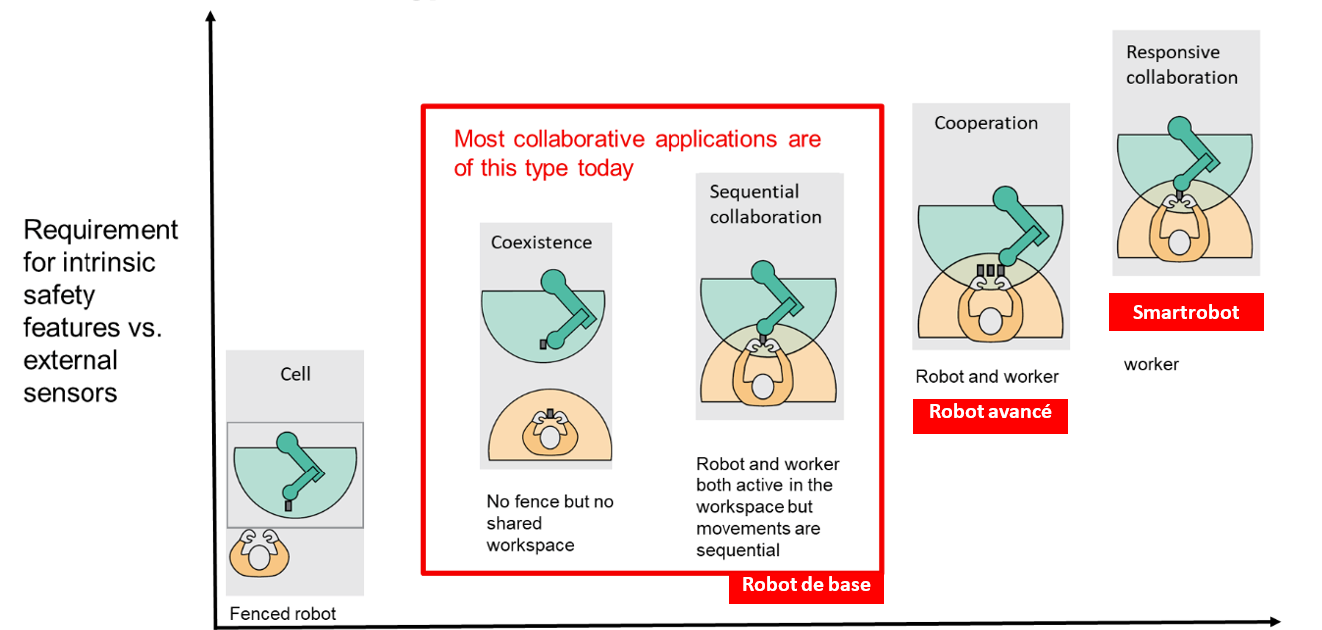 Requirement
for intrinsic
safety
features vs.
external
sensors
Cell
Fenced robot
Most collaborative applications are
of this type today
Coexistence
No fence but no
shared
workspace
Sequential
collaboration
Robot and worker
both active in the
workspace but
movements are
sequential
Robot de base
Cooperation
Robot and worker
Robot avancé
Responsive
collaboration
Smartrobot
worker